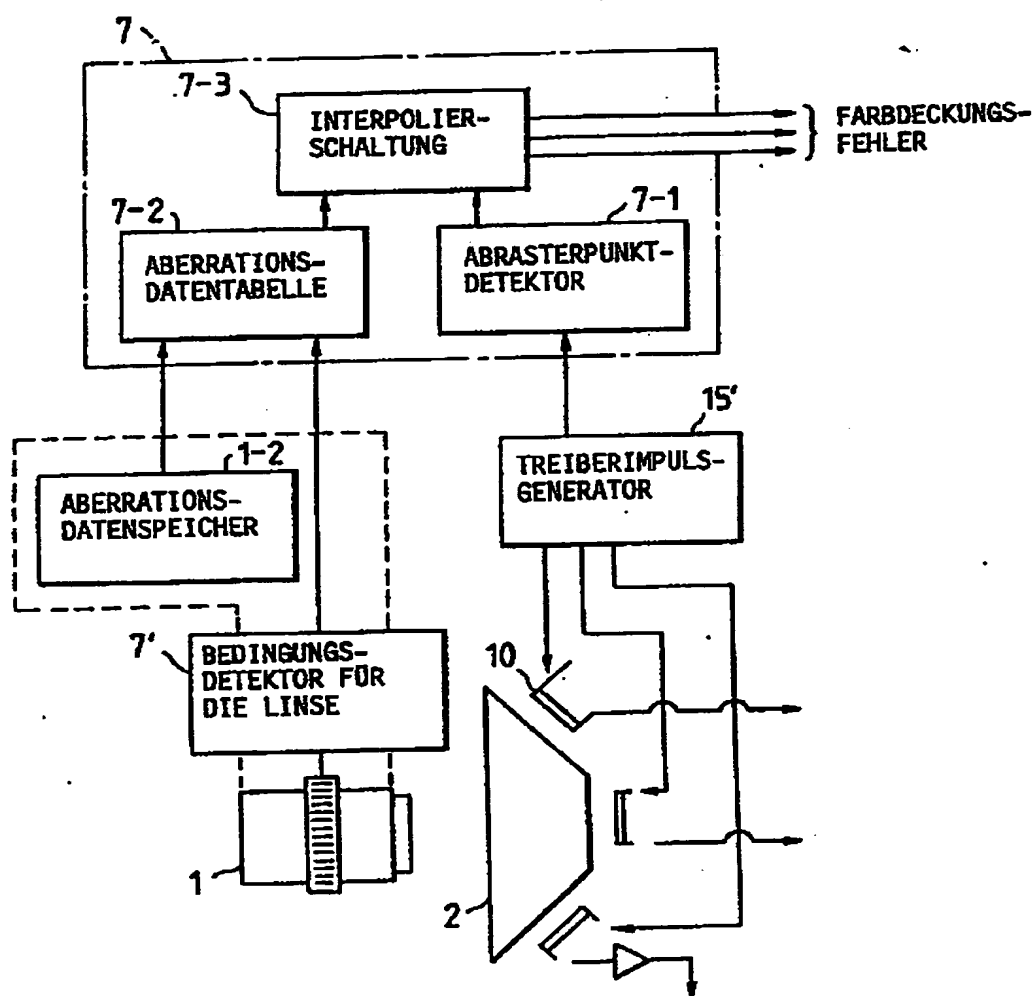 7
7-3
INTERPOLIER-
SCHALTUNG
FARBDECKUNGS-
FEHLER
7-2
7-1
ABERRATIONS-
DATENTABELLE
ABRASTERPUNKT-
DETEKTOR
15'
1-2
TREIBERIMPULS-
GENERATOR
ABERRATIONS-
DATENSPEICHER
7'
BEDINGUNGS-
DETEKTOR FÜR
DIE LINSE
10
1
2